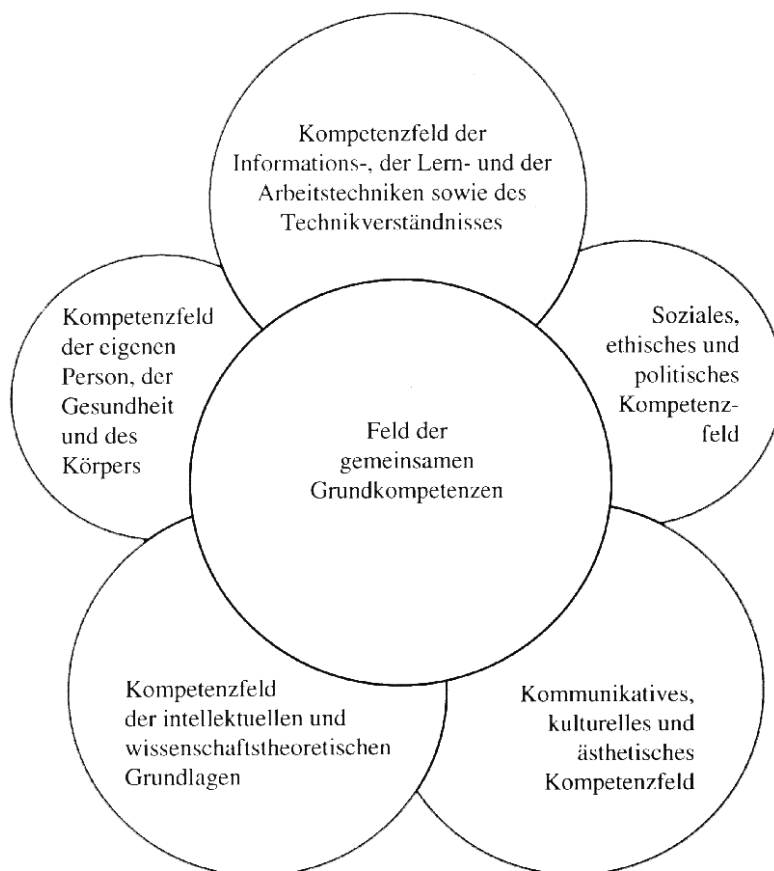 Kompetenzfeld der
Informations-, der Lern- und der
Arbeitstechniken sowie des
Technikverständnisses
Kompetenzfeld
der eigenen
Person, der
Gesundheit
und des
Körpers
Soziales,
ethisches und
politisches
Kompetenz-
feld
Feld der
gemeinsamen
Grundkompetenzen
Kompetenzfeld
der intellektuellen und
wissenschaftstheoretischen
Grundlagen
Kommunikatives,
kulturelles und
ästhetisches
Kompetenzfeld